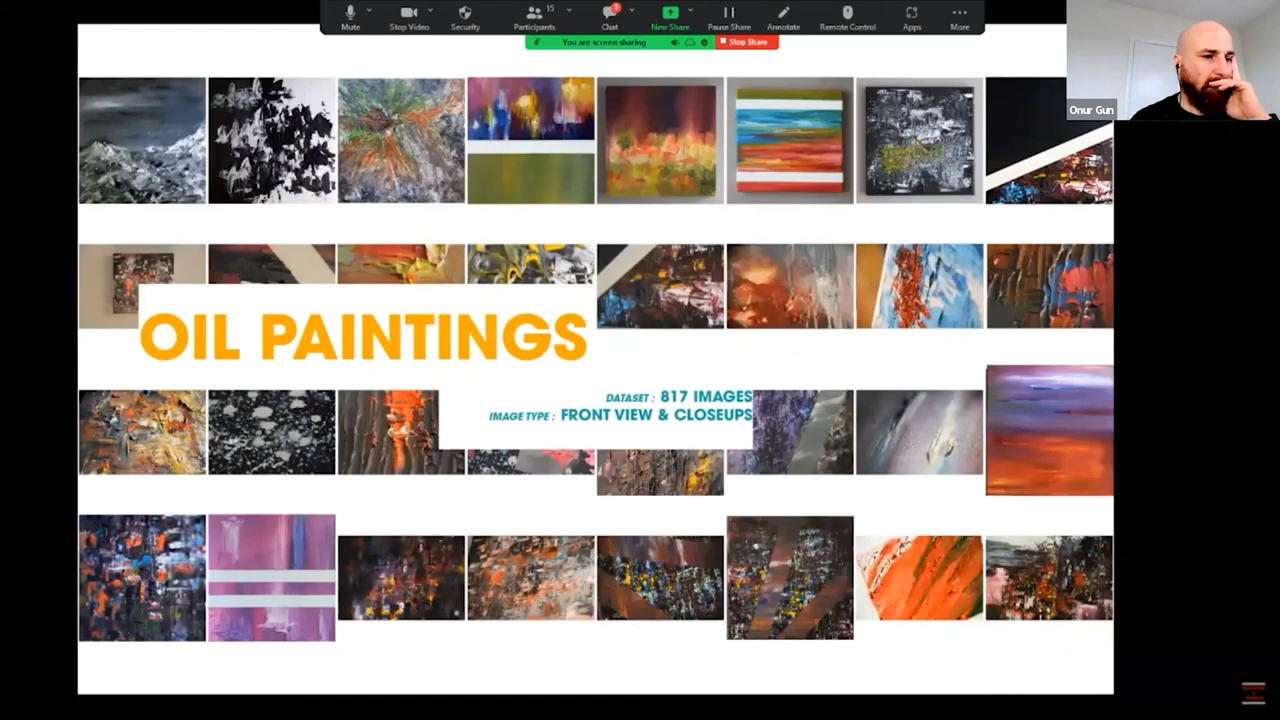 15
1
Mute
Stop Video
Security
Participants
Chat
New Share
Pause Share
Annotate
Remote Control
Apps
More
You are screen sharing
Stop Share
Onur Gun
OIL PAINTINGS
DATASET : 817 IMAGES
IMAGE TYPE : FRONT VIEW & CLOSEUPS